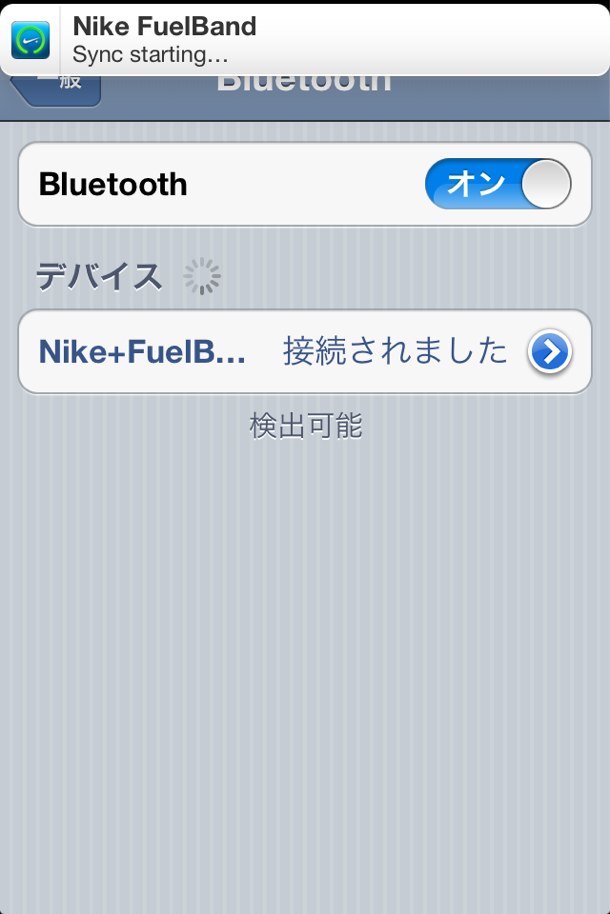 Nike FuelBand
Sync starting...
一般
Bluetooth
Bluetooth
オン
デバイス
Nike+FuelB...
接続されました
検出可能